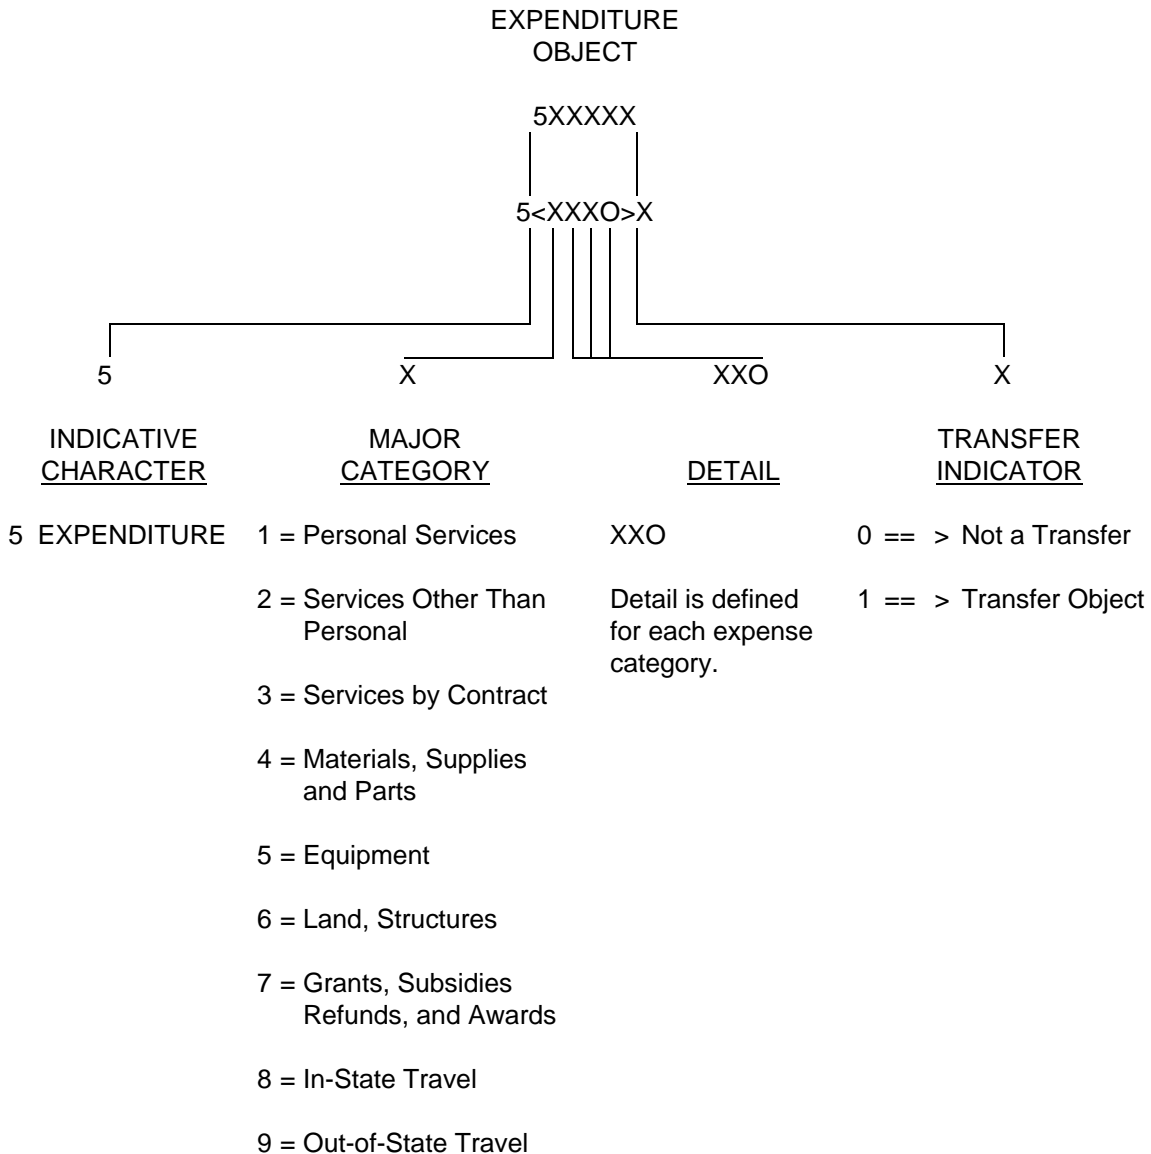 EXPENDITURE
OBJECT
5XXXXX
5<XXXO>X
5 X XXO X
INDICATIVE MAJOR TRANSFER
CHARACTER CATEGORY DETAIL INDICATOR
5 EXPENDITURE 1 = Personal Services XXO 0 == > Not a Transfer
2 = Services Other Than Detail is defined 1 == > Transfer Object
Personal for each expense
category.
3 = Services by Contract
4 = Materials, Supplies
and Parts
5 = Equipment
6 = Land, Structures
7 = Grants, Subsidies
Refunds, and Awards
8 = In-State Travel
9 = Out-of-State Travel